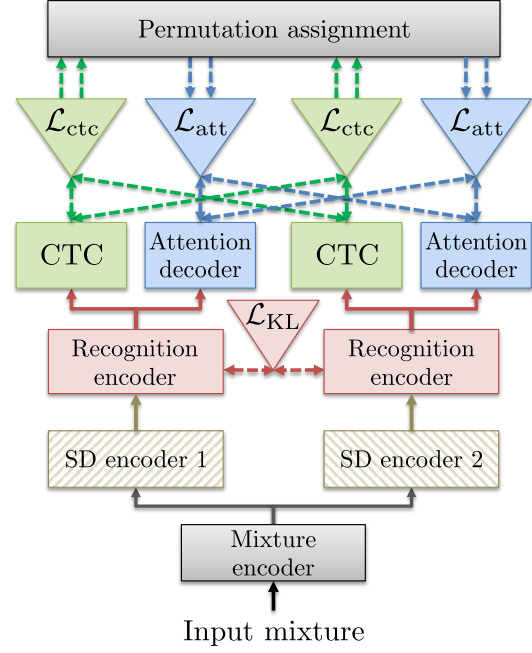 Permutation assignment
ℒctc
ℒatt
ℒctc
ℒatt
CTC
Attention
decoder
CTC
Attention
decoder
ℒKL
Recognition
encoder
Recognition
encoder
SD encoder 1
SD encoder 2
Mixture
encoder
Input mixture